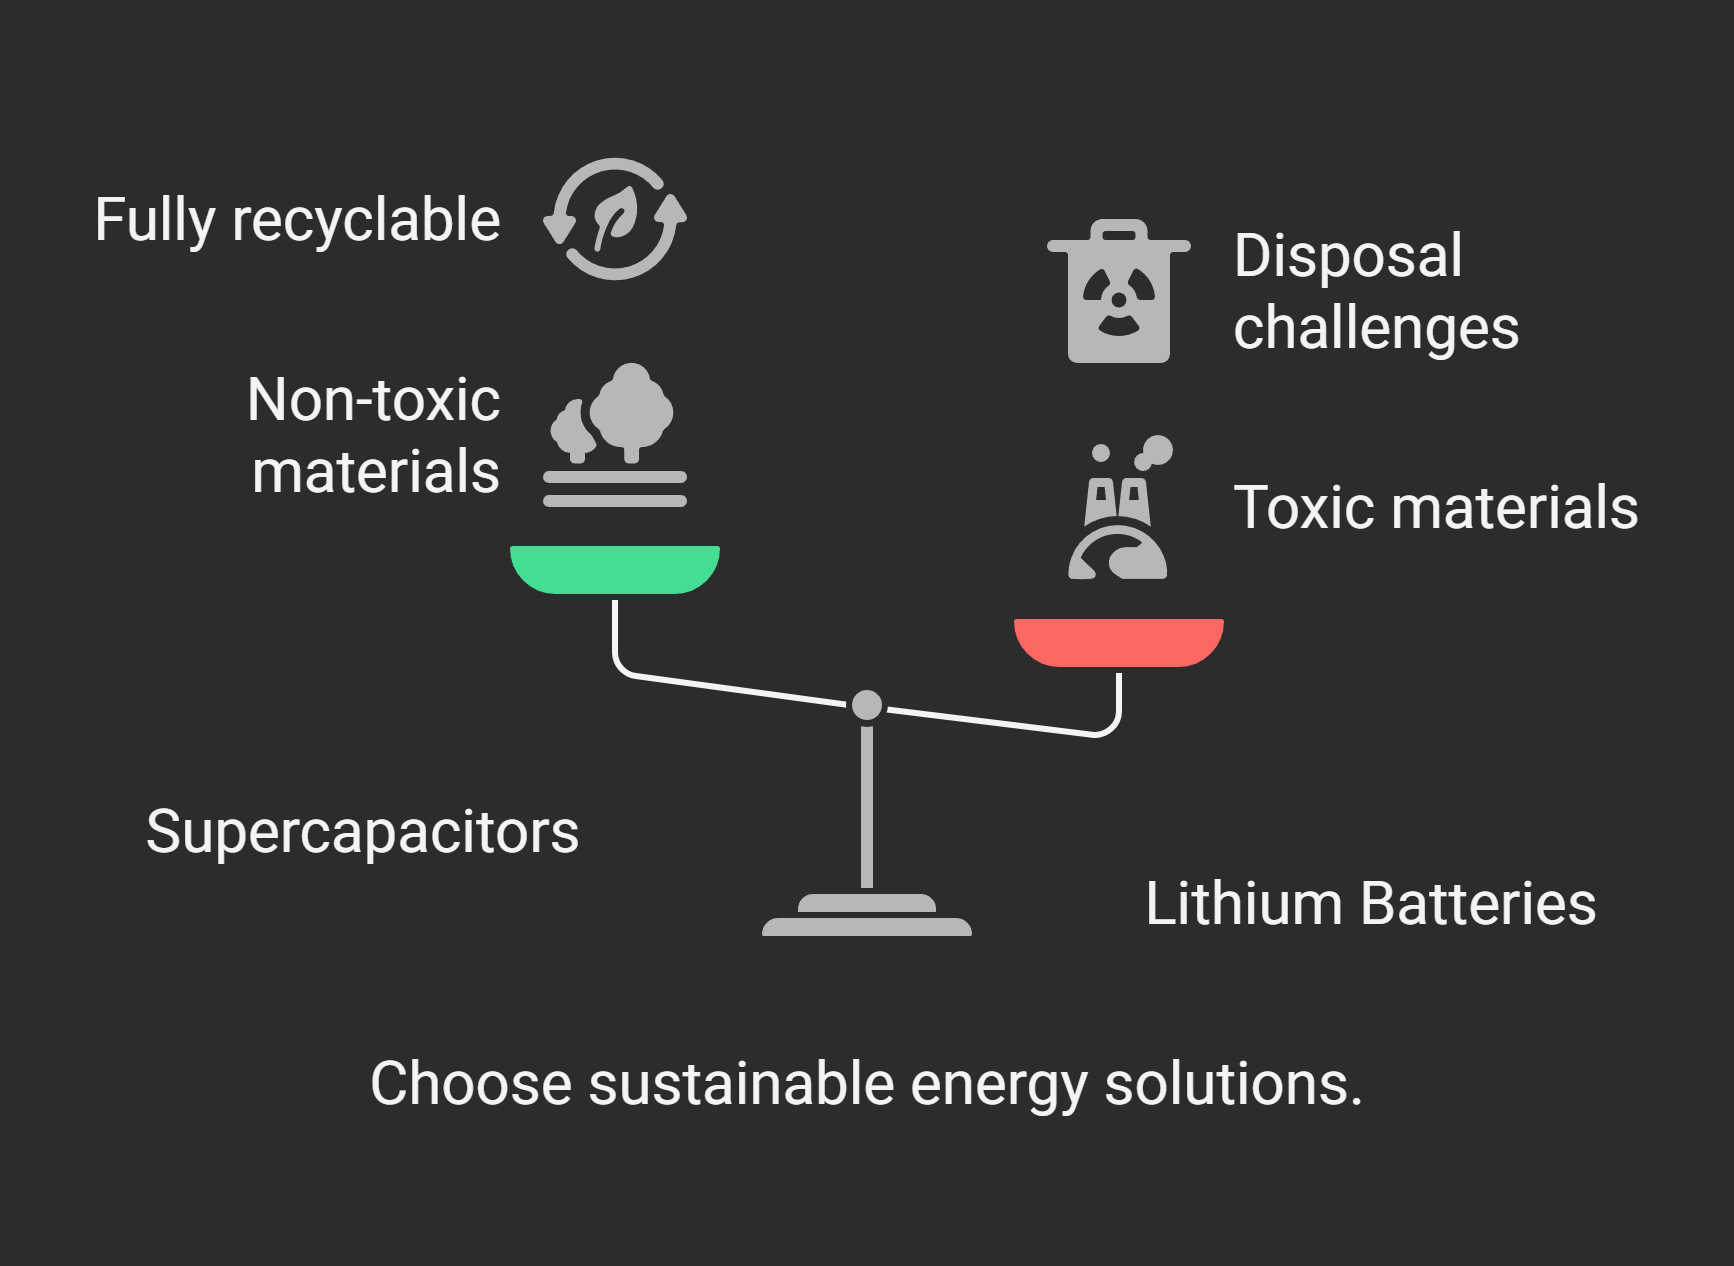 Fully recyclable
Non-toxic
materials
Disposal
challenges
Toxic materials
Supercapacitors
Lithium Batteries
Choose sustainable energy solutions.